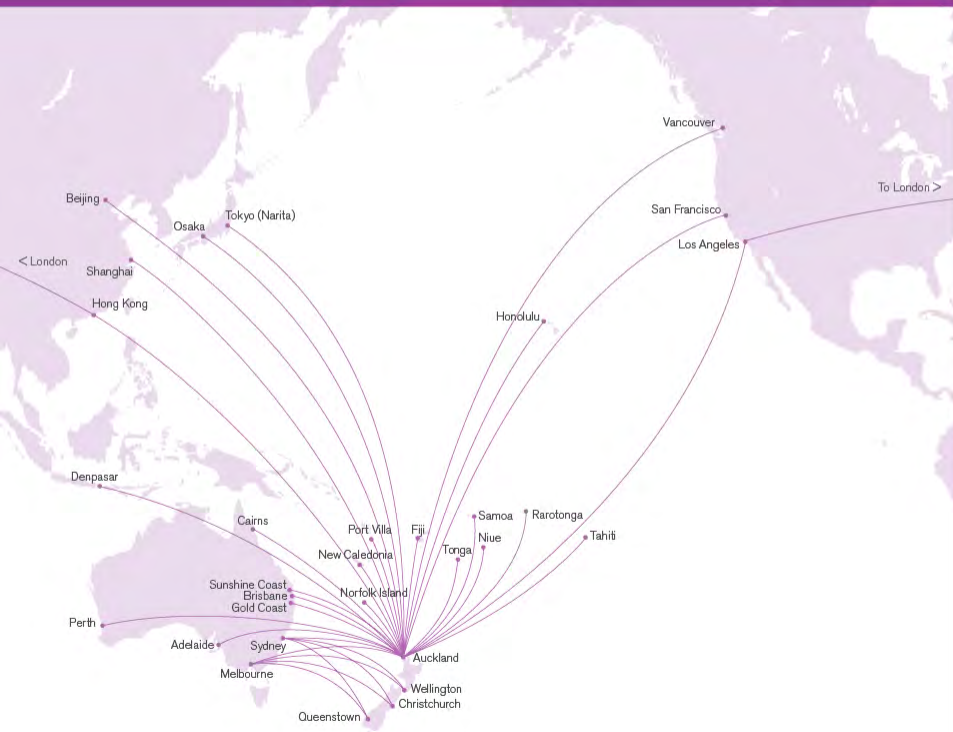 Vancouver
To London >
Beijing
San Francisco
Tokyo (Narita)
Osaka
Los Angeles
< London
Shanghai
Hong Kong
Honolulu
Denpasar
Samoa
Rarotonga
Cairns
Port Villa
Fiji
Niue
Tahiti
New Caledonia
Tonga
Sunshine Coast
Brisbane
Norfolk Island
Gold Coast
Perth
Adelaide
Sydney
Auckland
Melbourne
Wellington
Christchurch
Queenstown